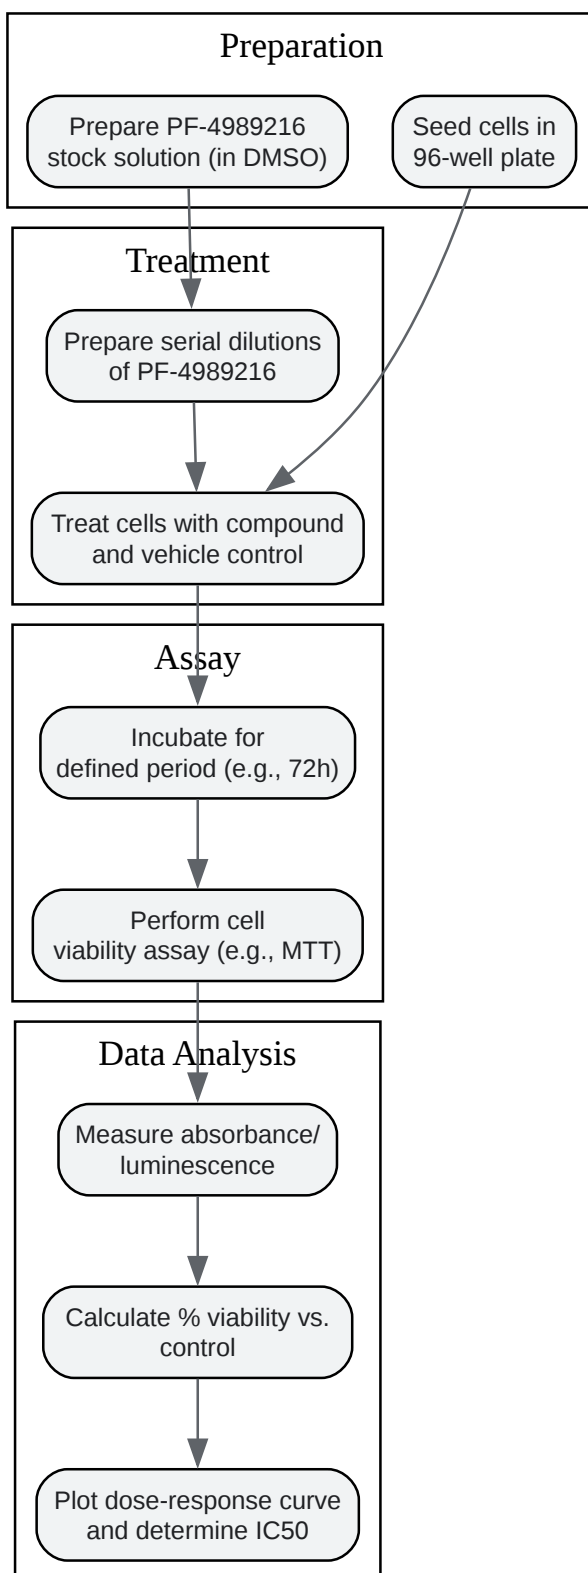 Preparation
Prepare PF-4989216
stock solution (in DMSO)
Seed cells in
96-well plate
Treatment
Prepare serial dilutions
of PF-4989216
Treat cells with compound
and vehicle control
Assay
Incubate for
defined period (e.g., 72h)
Perform cell
viability assay (e.g., MTT)
Data Analysis
Measure absorbance/
luminescence
Calculate % viability vs.
control
Plot dose-response curve
and determine IC50